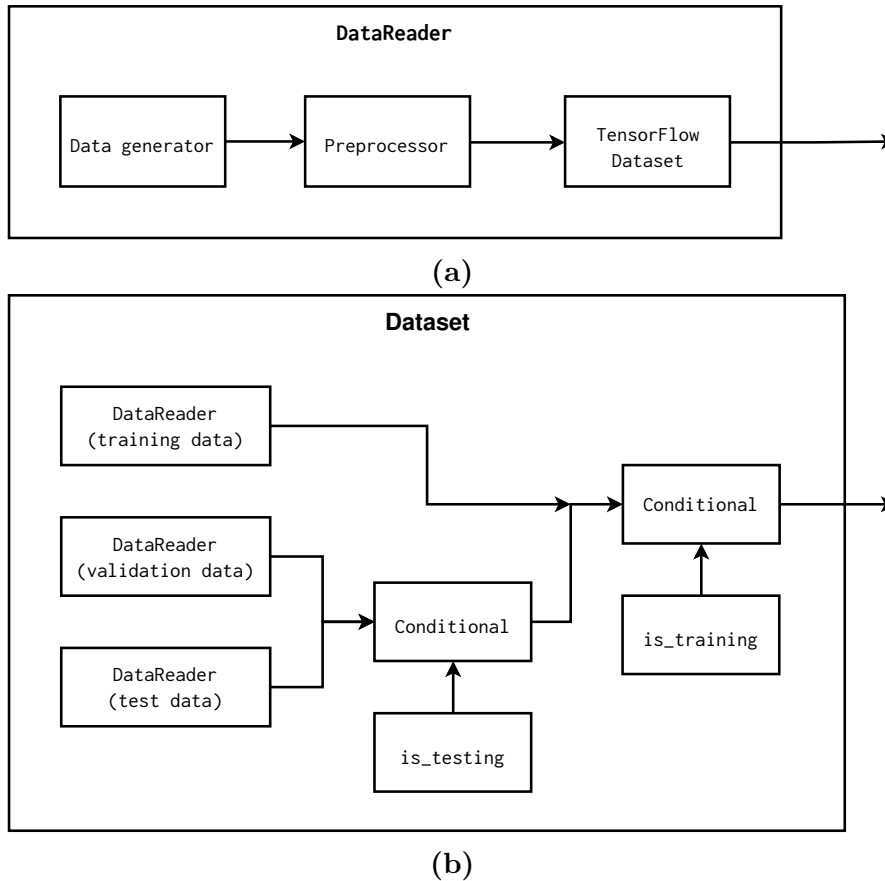 DataReader
Data generator
Preprocessor
TensorFlow
Dataset
(a)
Dataset
DataReader
(training data)
Conditional
DataReader
(validation data)
Conditional
is_training
DataReader
(test data)
is_testing
(b)